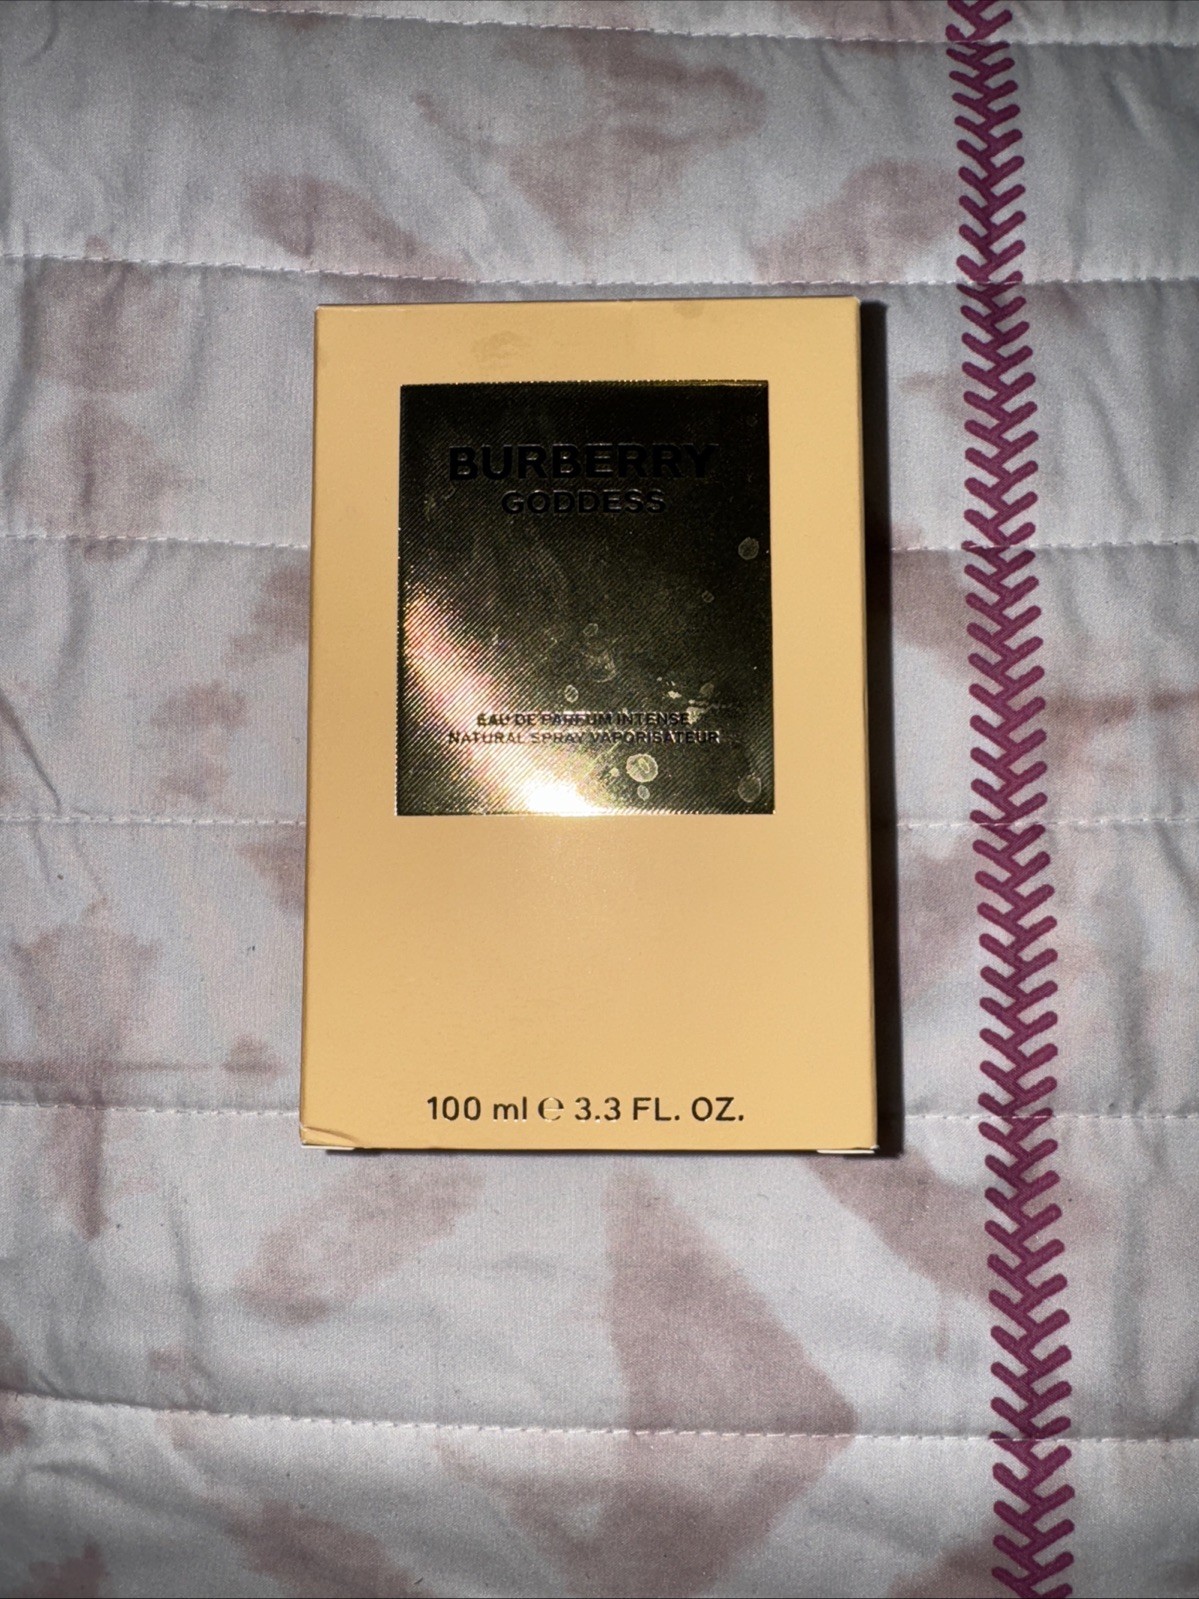 BURBERRY
GODDESS
EAU DE PARFUM INTENSE
NATURAL SPRAY VAPORISATEUR
100 ml ℮ 3.3 FL. OZ.